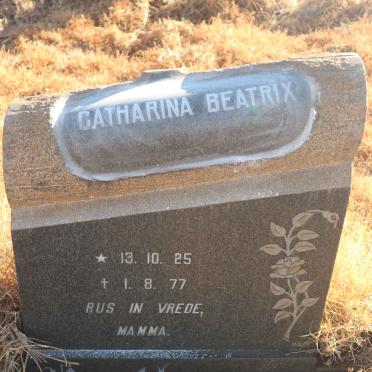 CATHARINA BEATRIX
★ 13. 10. 25
† 1. 8. 77
RUS IN VREDE,
MAMMA.